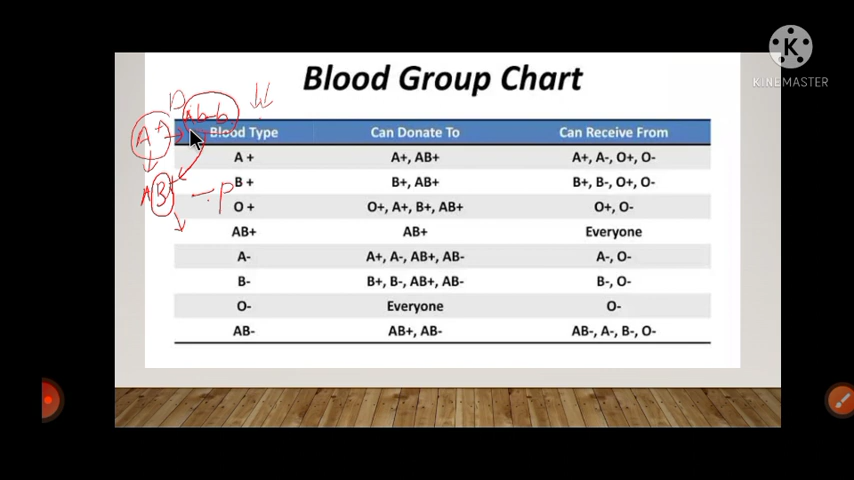 K
KINEMASTER
Blood Group Chart
Blood Type Can Donate To Can Receive From
A + A+, AB+ A+, A-, O+, O-
B + B+, AB+ B+, B-, O+, O-
O + O+, A+, B+, AB+ O+, O-
AB+ AB+ Everyone
A- A+, A-, AB+, AB- A-, O-
B- B+, B-, AB+, AB- B-, O-
O- Everyone O-
AB- AB+, AB- AB-, A-, B-, O-